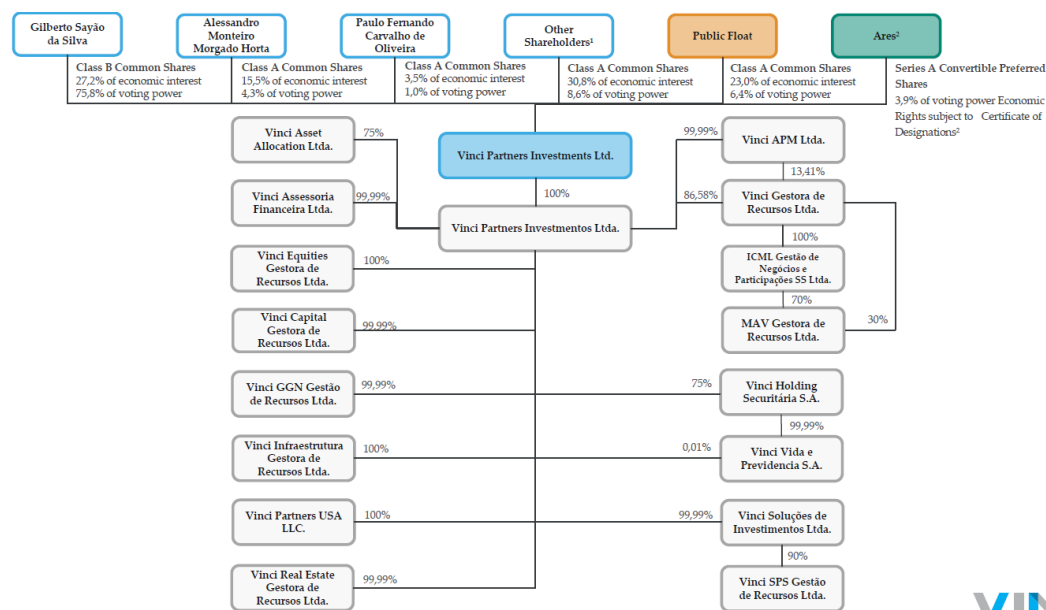 Gilberto Sayão
da Silva
Alessandro
Monteiro
Morgado Horta
Paulo Fernando
Carvalho de
Oliveira
Other
Shareholders¹
Public Float
Ares²
Class B Common Shares
27,2% of economic interest
75,8% of voting power
Class A Common Shares
15,5% of economic interest
4,3% of voting power
Class A Common Shares
3,5% of economic interest
1,0% of voting power
Class A Common Shares
30,8% of economic interest
8,6% of voting power
Class A Common Shares
23,0% of economic interest
6,4% of voting power
Series A Convertible Preferred
Shares
3,9% of voting power Economic
Rights subject to Certificate of
Designations²
Vinci Asset
Allocation Ltda.
75%
Vinci Partners Investments Ltd.
99,99%
Vinci APM Ltda.
13,41%
100%
Vinci Assessoria
Financeira Ltda.
99,99%
Vinci Partners Investimentos Ltda.
86,58%
Vinci Gestora de
Recursos Ltda.
100%
Vinci Equities
Gestora de
Recursos Ltda.
100%
ICML Gestão de
Negócios e
Participações SS Ltda.
70%
Vinci Capital
Gestora de
Recursos Ltda.
99,99%
MAV Gestora de
Recursos Ltda.
30%
Vinci GGN Gestão
de Recursos Ltda.
99,99%
75%
Vinci Holding
Securitária S.A.
99,99%
Vinci Infraestrutura
Gestora de
Recursos Ltda.
100%
0,01%
Vinci Vida e
Previdencia S.A.
Vinci Partners USA
LLC.
100%
99,99%
Vinci Soluções de
Investimentos Ltda.
90%
Vinci Real Estate
Gestora de
Recursos Ltda.
99,99%
Vinci SPS Gestão
de Recursos Ltda.